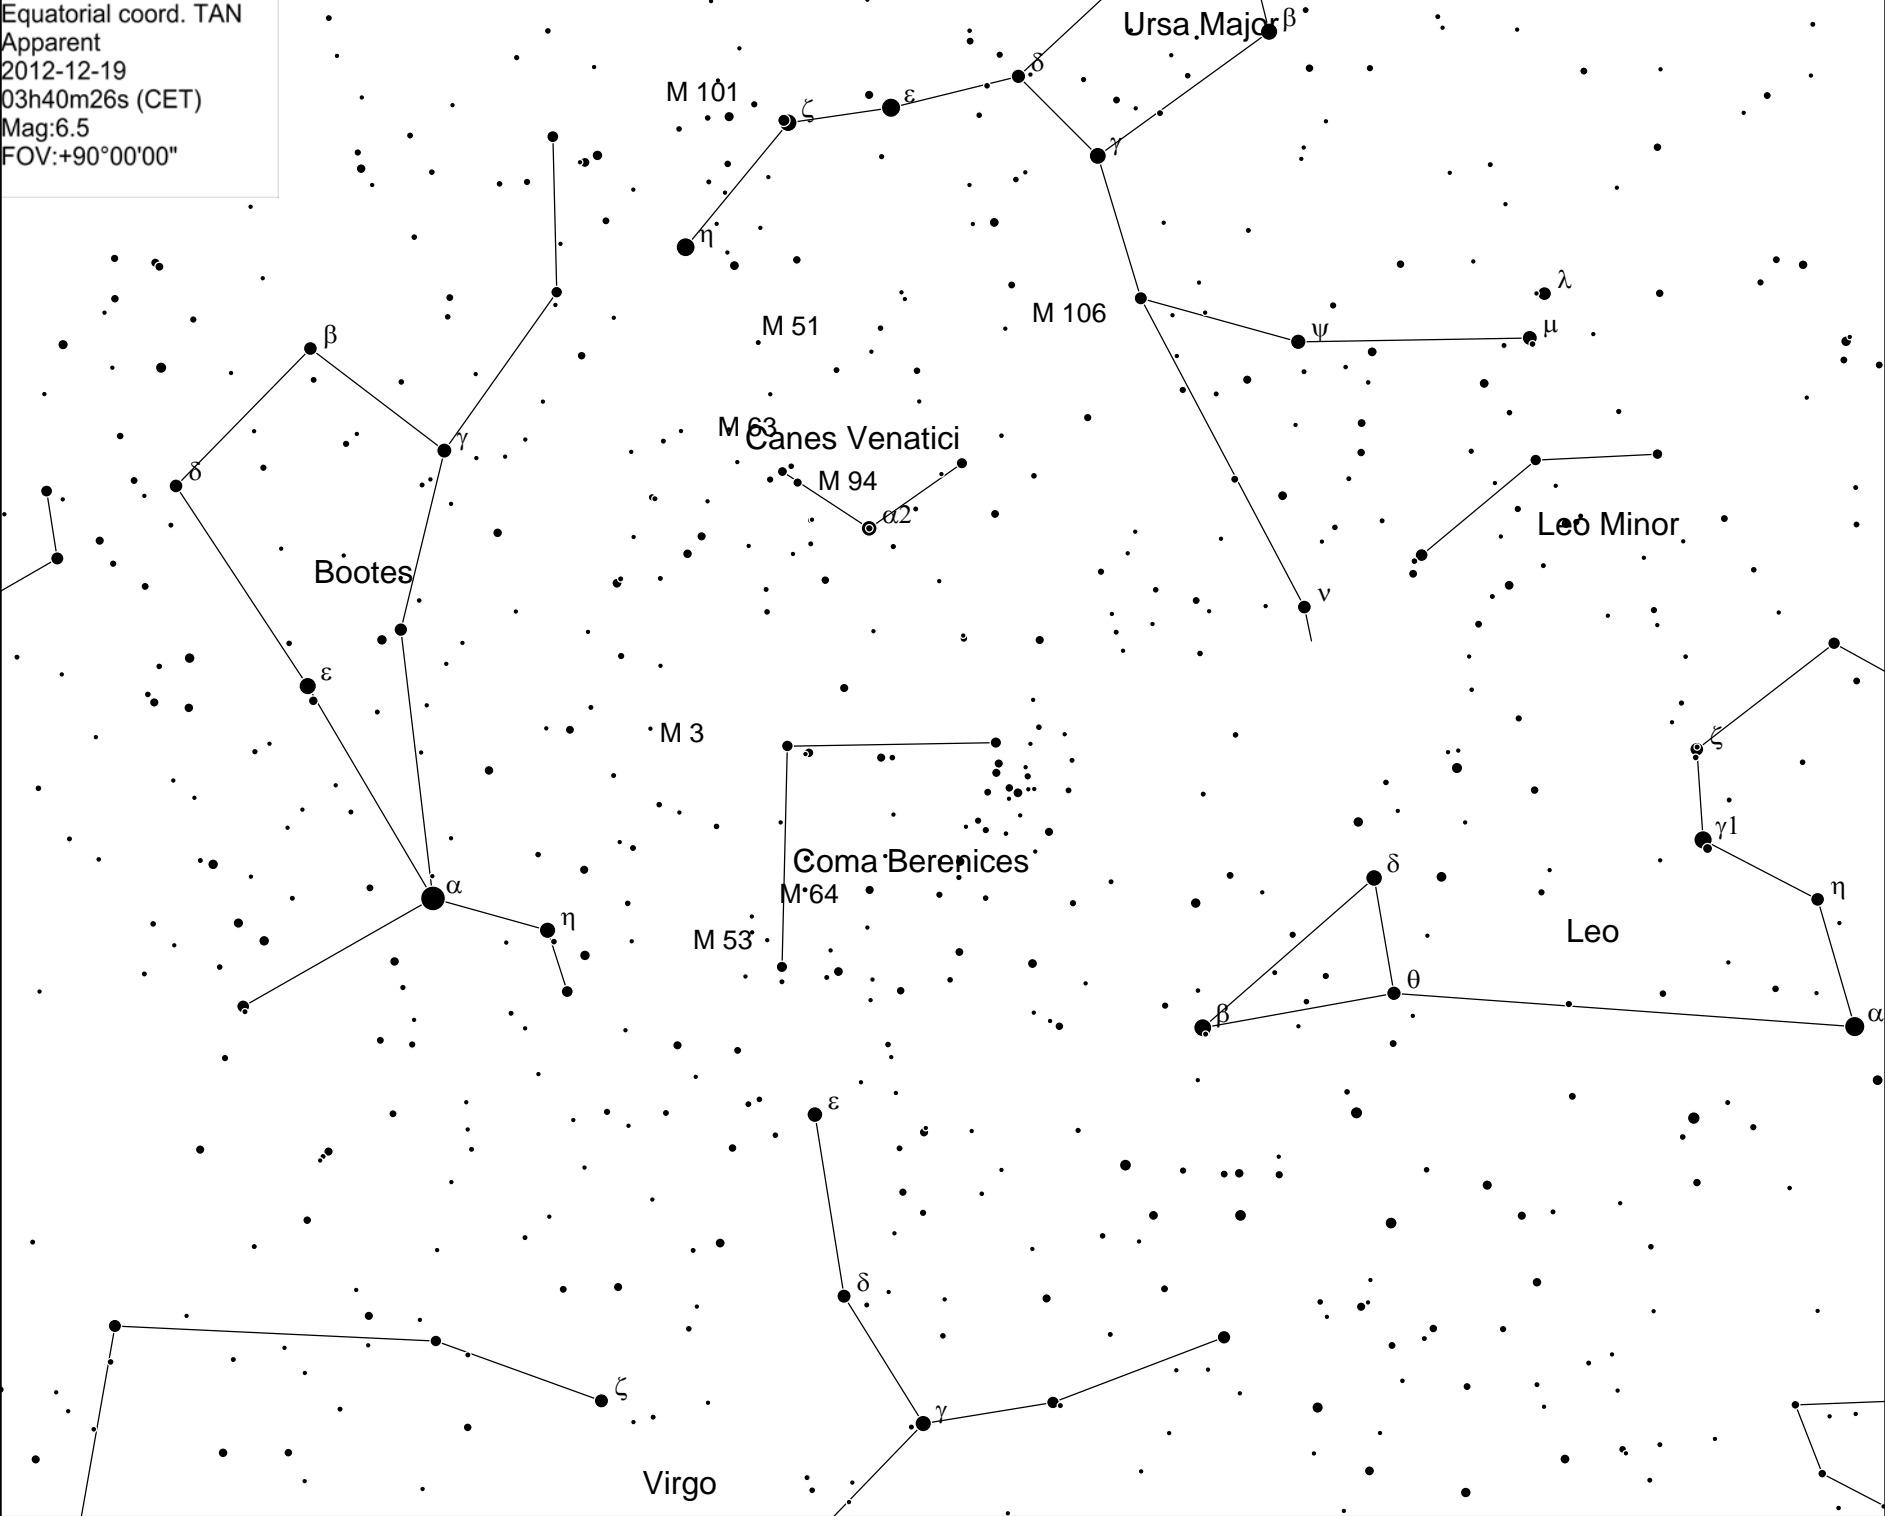 Equatorial coord. TAN
Apparent
2012-12-19
03h40m26s (CET)
Mag:6.5
FOV:+90°00'00"
Ursa Major β
δ
M 101
ε
ζ
γ
η
λ
M 106
M 51
μ
ψ
β
M 63
Canes Venatici
γ
δ
M 94
α2
Leo Minor
Bootes
ν
ε
M 3
ζ
γ1
Coma Berenices
δ
α
M 64
η
η
Leo
M 53
θ
β
α
ε
δ
ζ
γ
Virgo